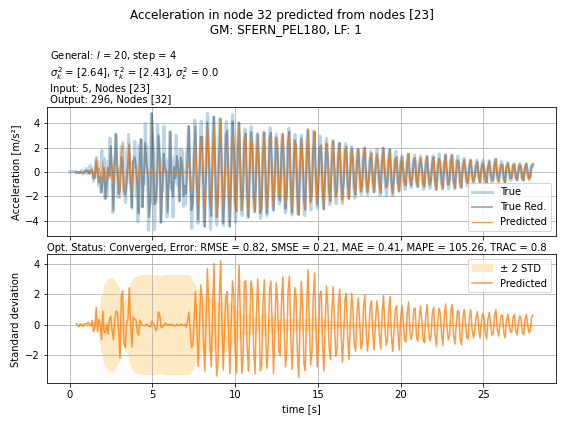 Acceleration in node 32 predicted from nodes [23]
GM: SFERN_PEL180, LF: 1
General: l = 20, step = 4
σ²ₖ = [2.64], τ²ₖ = [2.43], σ²ε = 0.0
Input: 5, Nodes [23]
Output: 296, Nodes [32]
Acceleration [m/s²]
4
2
0
−2
−4
True
True Red.
Predicted
Opt. Status: Converged, Error: RMSE = 0.82, SMSE = 0.21, MAE = 0.41, MAPE = 105.26, TRAC = 0.8
Standard deviation
4
2
0
−2
± 2 STD
Predicted
0 5 10 15 20 25
time [s]